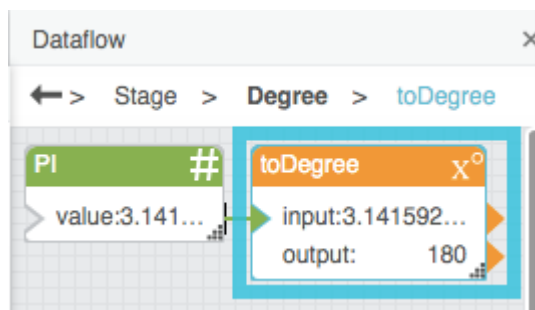 Dataflow ×
← > Stage > Degree > toDegree
PI #
value:3.141...
toDegree x°
input:3.141592...
output: 180